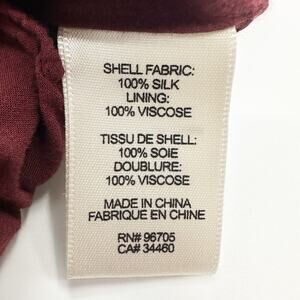 SHELL FABRIC:
100% SILK
LINING:
100% VISCOSE
TISSU DE SHELL:
100% SOIE
DOUBLURE:
100% VISCOSE
MADE IN CHINA
FABRIQUE EN CHINE
RN# 96705
CA# 34460